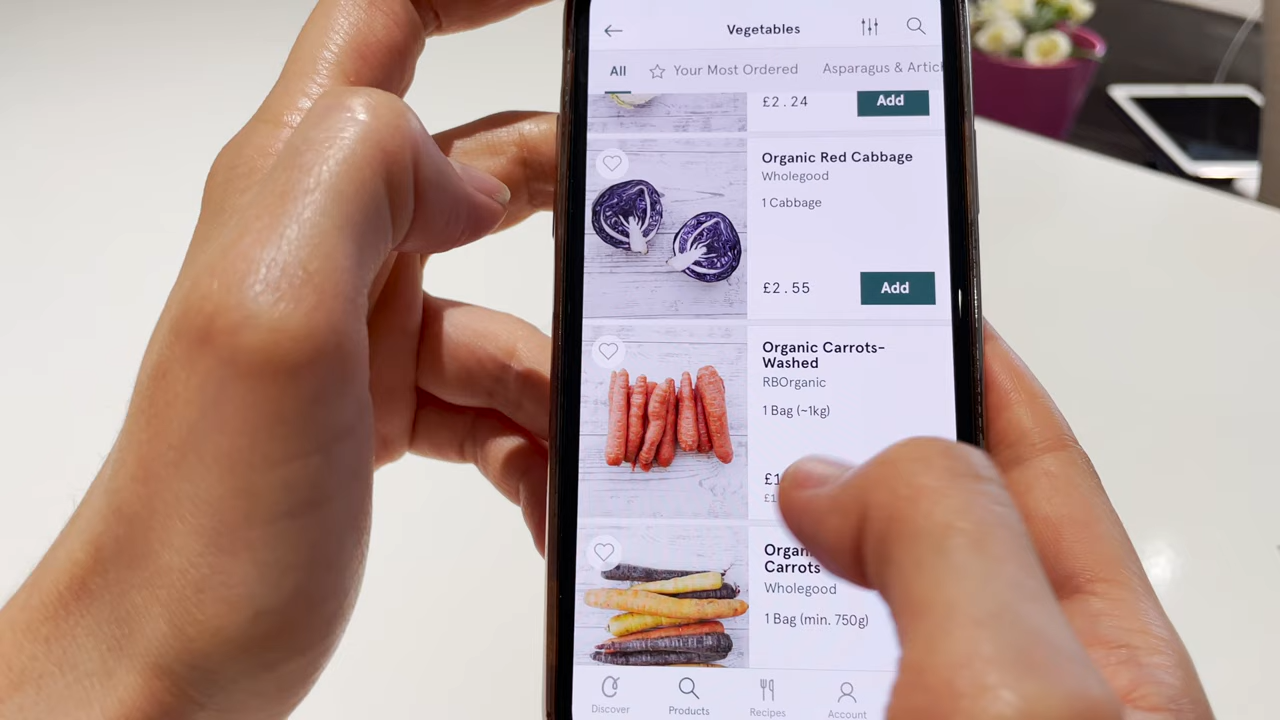 Vegetables
All
Your Most Ordered
Asparagus &
£2.24
Add
Organic Red Cabbage
Wholegood
1 Cabbage
£2.55
Add
Organic Carrots-
Washed
RBOrganic
1 Bag (~1kg)
Carrots
Wholegood
1 Bag (min. 750g)
Discover
Products
Recipes
Account